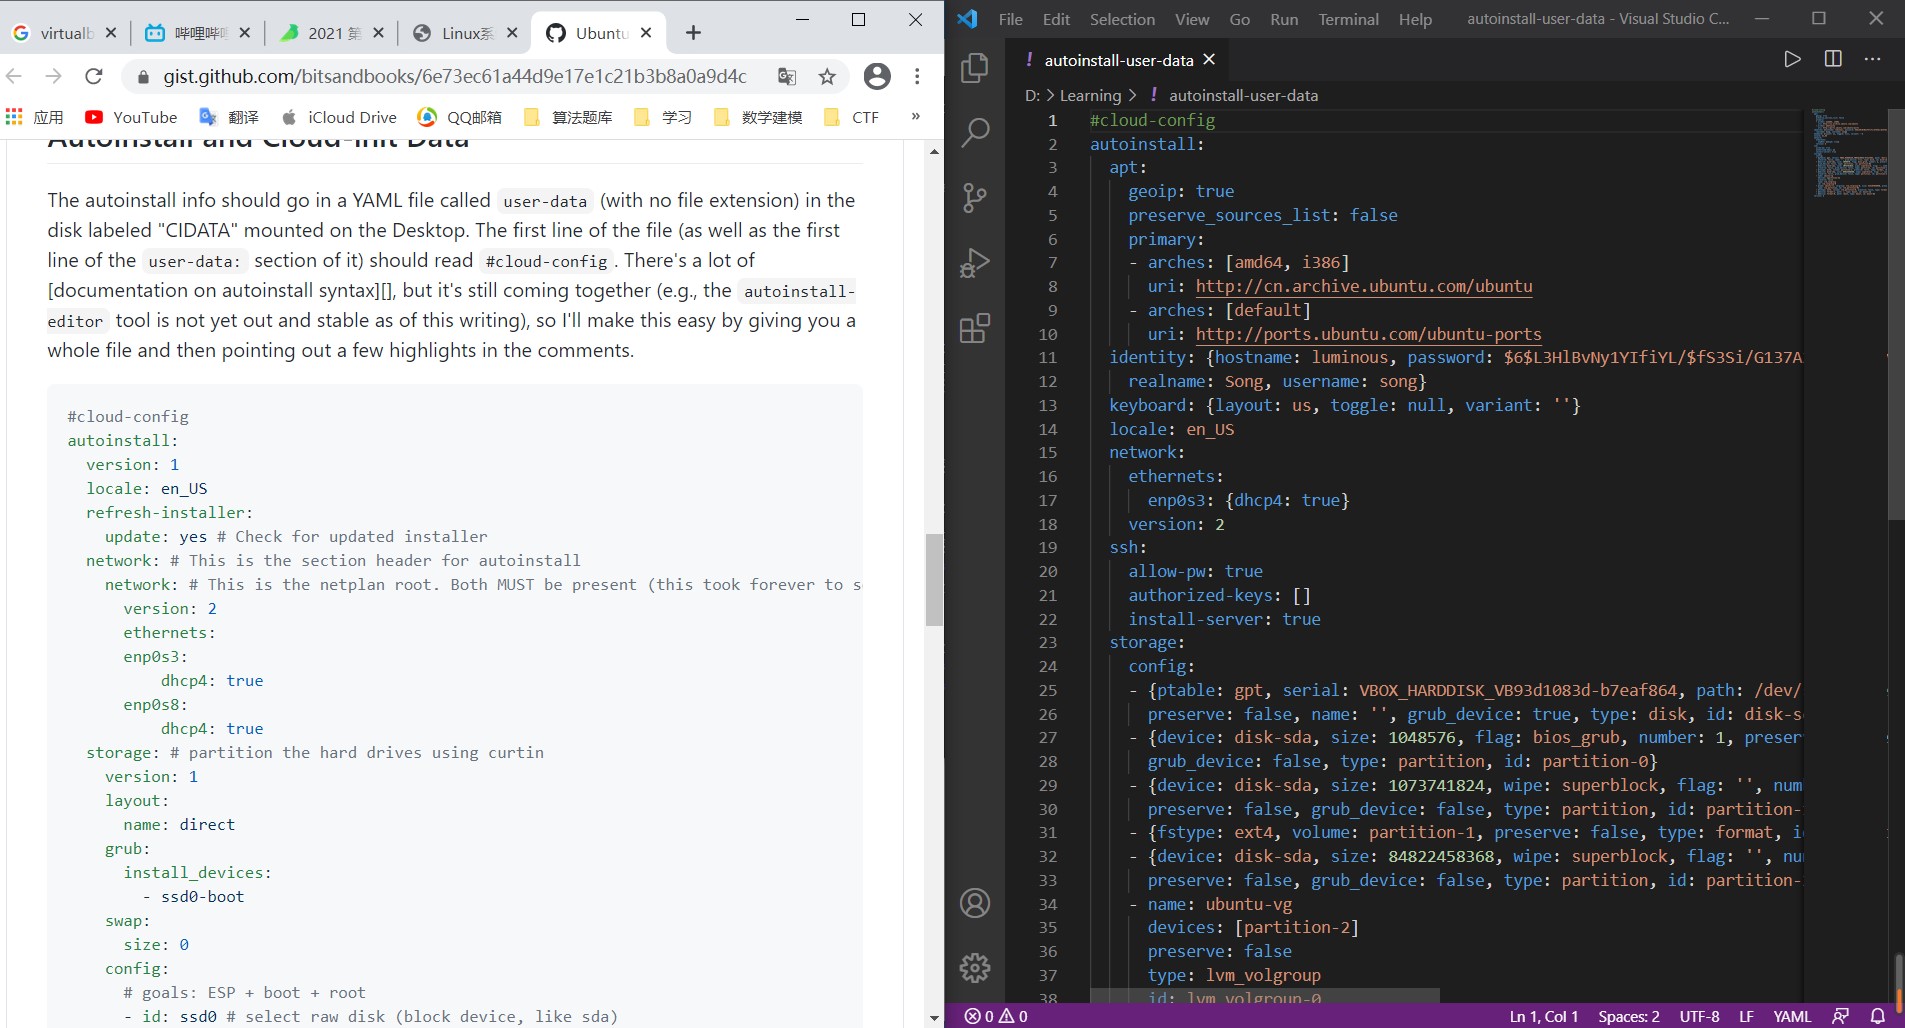 virtualb
哔哩哔
2021 第
Linux系
Ubuntu
gist.github.com/bitsandbooks/6e73ec61a44d9e17e1c21b3b8a0a9d4c
应用
YouTube
翻译
iCloud Drive
QQ邮箱
算法题库
学习
数学建模
CTF
»
Autoinstall and Cloud-Init Data
The autoinstall info should go in a YAML file called user-data (with no file extension) in the
disk labeled "CIDATA" mounted on the Desktop. The first line of the file (as well as the first
line of the user-data: section of it) should read #cloud-config. There's a lot of
[documentation on autoinstall syntax][], but it's still coming together (e.g., the autoinstall-
editor tool is not yet out and stable as of this writing), so I'll make this easy by giving you a
whole file and then pointing out a few highlights in the comments.
#cloud-config
autoinstall:
version: 1
locale: en_US
refresh-installer:
update: yes # Check for updated installer
network: # This is the section header for autoinstall
network: # This is the netplan root. Both MUST be present (this took forever to s
version: 2
ethernets:
enp0s3:
dhcp4: true
enp0s8:
dhcp4: true
storage: # partition the hard drives using curtin
version: 1
layout:
name: direct
grub:
install_devices:
- ssd0-boot
swap:
size: 0
config:
# goals: ESP + boot + root
- id: ssd0 # select raw disk (block device, like sda)
File Edit Selection View Go Run Terminal Help
autoinstall-user-data - Visual Studio C...
! autoinstall-user-data
D: > Learning > ! autoinstall-user-data
1 #cloud-config
2 autoinstall:
3 apt:
4 geoip: true
5 preserve_sources_list: false
6 primary:
7 - arches: [amd64, i386]
8 uri: http://cn.archive.ubuntu.com/ubuntu
9 - arches: [default]
10 uri: http://ports.ubuntu.com/ubuntu-ports
11 identity: {hostname: luminous, password: $6$L3HlBvNy1YIfiYL/$fS3Si/G137A
12 realname: Song, username: song}
13 keyboard: {layout: us, toggle: null, variant: ''}
14 locale: en_US
15 network:
16 ethernets:
17 enp0s3: {dhcp4: true}
18 version: 2
19 ssh:
20 allow-pw: true
21 authorized-keys: []
22 install-server: true
23 storage:
24 config:
25 - {ptable: gpt, serial: VBOX_HARDDISK_VB93d1083d-b7eaf864, path: /dev/
26 preserve: false, name: '', grub_device: true, type: disk, id: disk-s
27 - {device: disk-sda, size: 1048576, flag: bios_grub, number: 1, preser
28 grub_device: false, type: partition, id: partition-0}
29 - {device: disk-sda, size: 1073741824, wipe: superblock, flag: '', num
30 preserve: false, grub_device: false, type: partition, id: partition-
31 - {fstype: ext4, volume: partition-1, preserve: false, type: format, i
32 - {device: disk-sda, size: 84822458368, wipe: superblock, flag: '', nu
33 preserve: false, grub_device: false, type: partition, id: partition-
34 - name: ubuntu-vg
35 devices: [partition-2]
36 preserve: false
37 type: lvm_volgroup
38 id: lvm_volgroup-0
0 0
Ln 1, Col 1 Spaces: 2 UTF-8 LF YAML